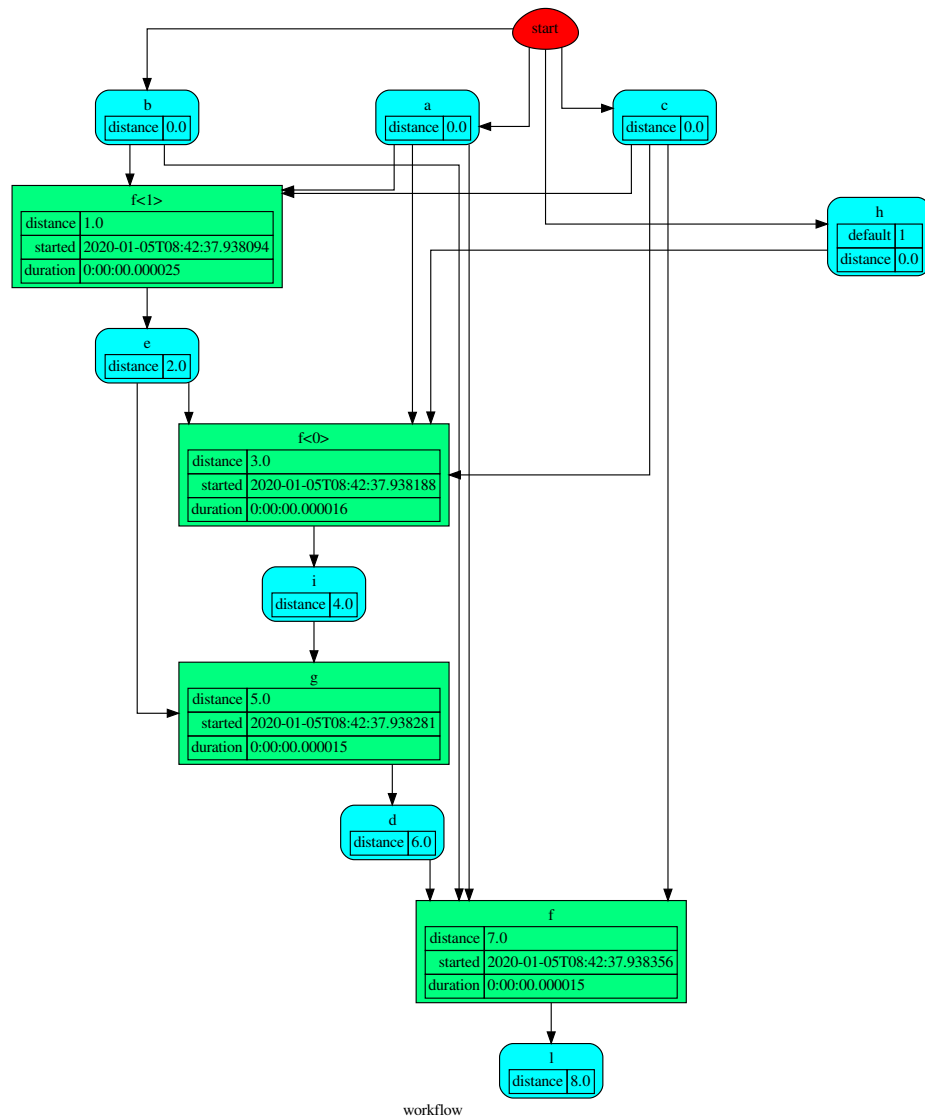 start
b
distance 0.0
a
distance 0.0
c
distance 0.0
f<1>
distance 1.0
started 2020-01-05T08:42:37.938094
duration 0:00:00.000025
h
default 1
distance 0.0
e
distance 2.0
f<0>
distance 3.0
started 2020-01-05T08:42:37.938188
duration 0:00:00.000016
i
distance 4.0
g
distance 5.0
started 2020-01-05T08:42:37.938281
duration 0:00:00.000015
d
distance 6.0
f
distance 7.0
started 2020-01-05T08:42:37.938356
duration 0:00:00.000015
l
distance 8.0
workflow